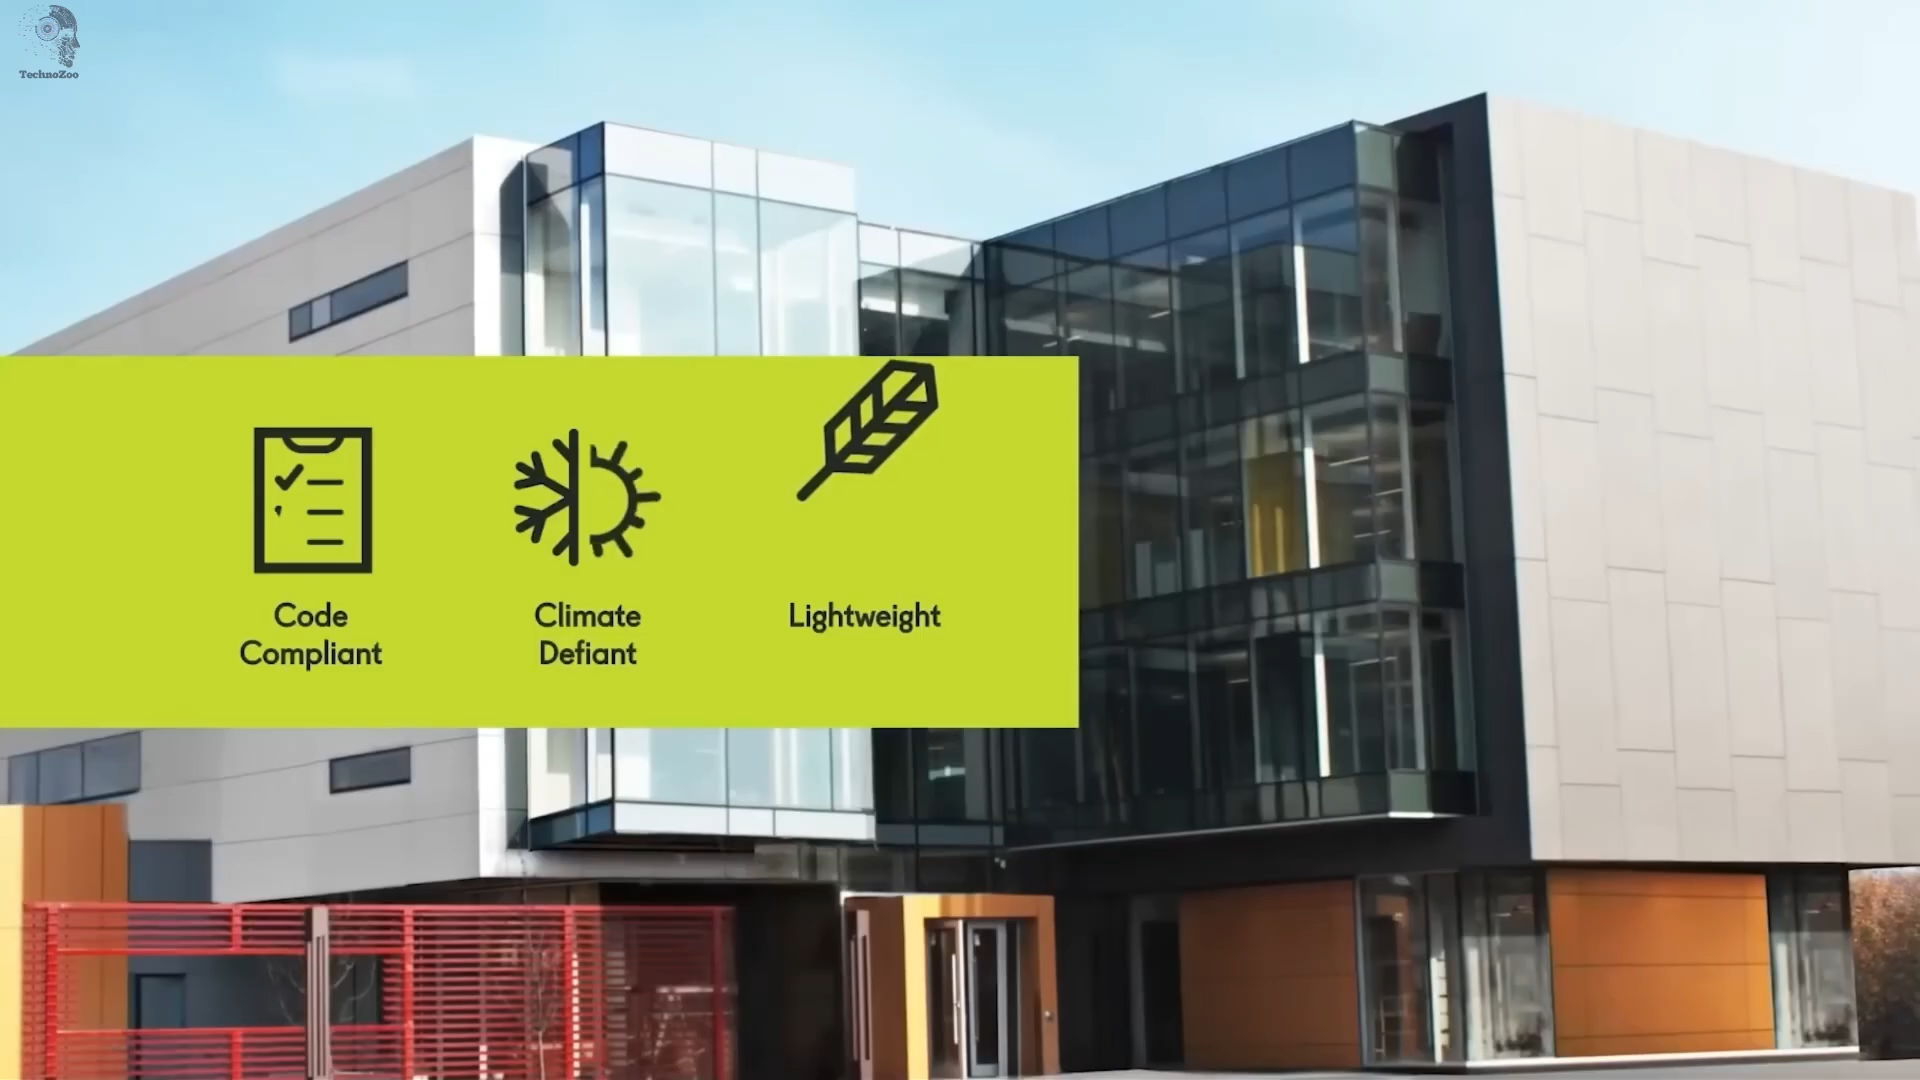 TechnoZoo
Code
Compliant
Climate
Defiant
Lightweight